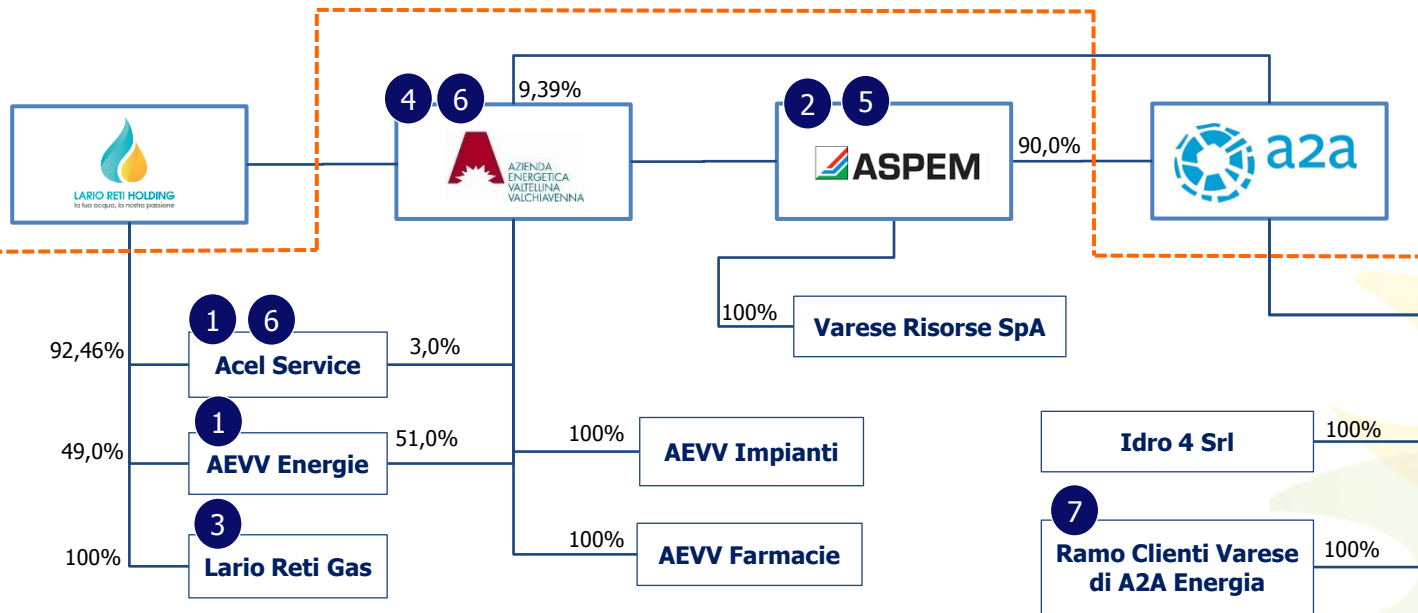 9,39%
4
6
2
5
LARIO RETI HOLDING
la tua acqua, la nostra passione
AZIENDA
ENERGETICA
VALTELLINA
VALCHIAVENNA
ASPEM
90,0%
a2a
1
6
92,46%
Acel Service
3,0%
100%
Varese Risorse SpA
1
49,0%
AEVV Energie
51,0%
100%
AEVV Impianti
Idro 4 Srl
100%
3
100%
Lario Reti Gas
100%
AEVV Farmacie
7
Ramo Clienti Varese
di A2A Energia
100%